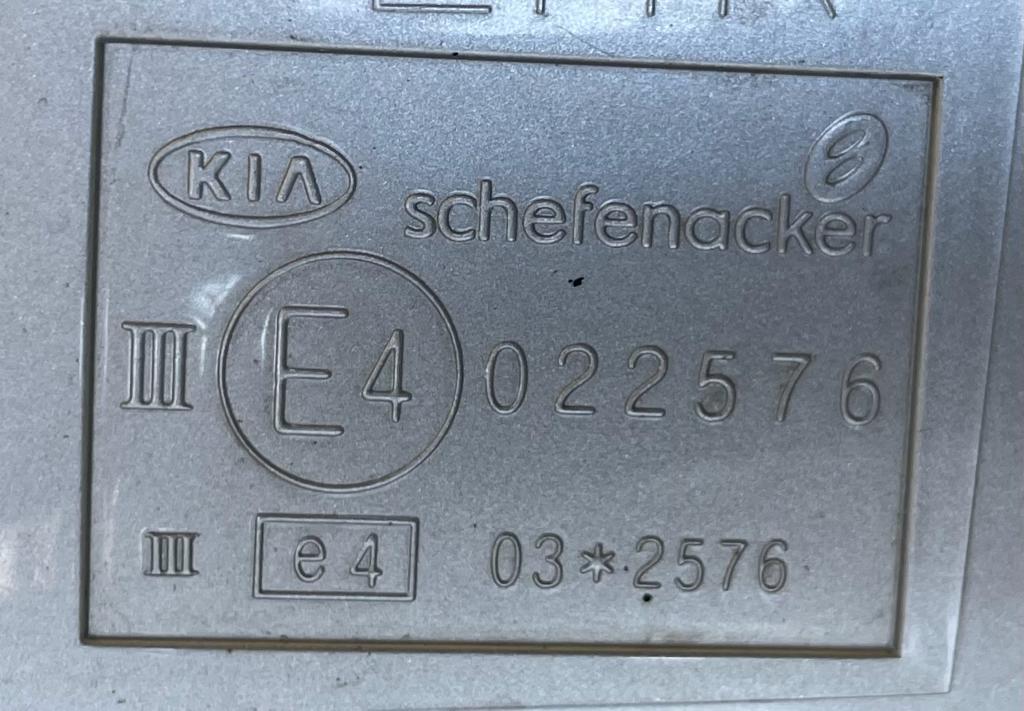 KIA
schefenacker
III E4 022576
III e4 03*2576